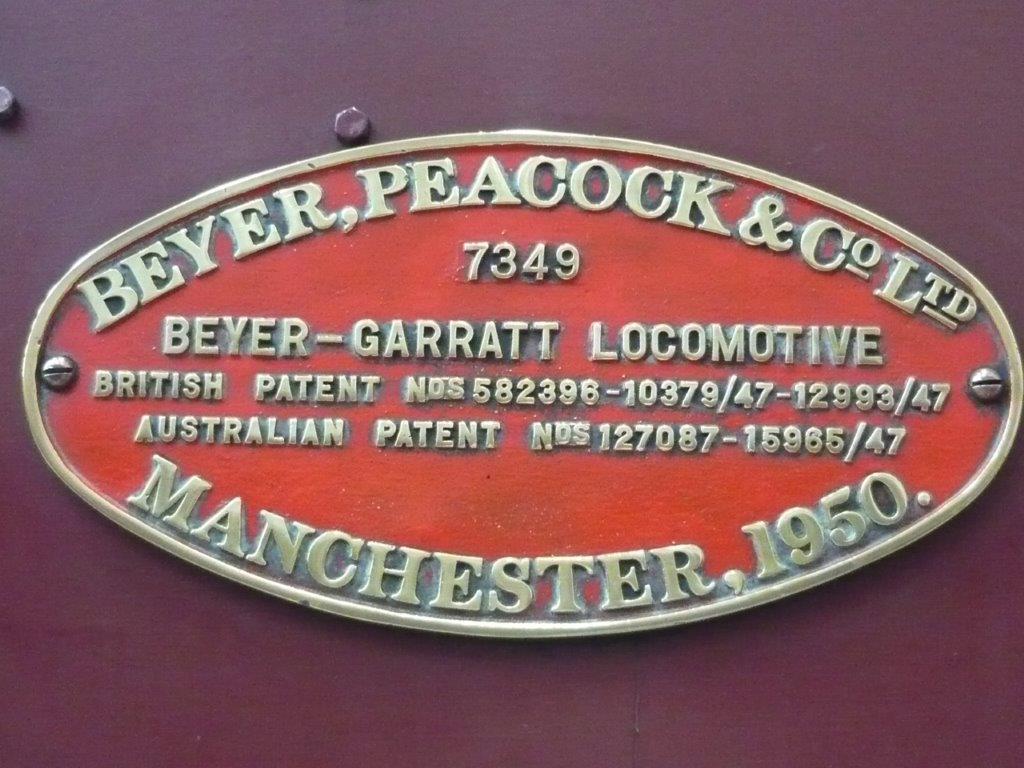 BEYER, PEACOCK & Co LTD
7349
BEYER-GARRATT LOCOMOTIVE
BRITISH PATENT NOS 582396-10379/47-12993/47
AUSTRALIAN PATENT NOS 127087-15965/47
MANCHESTER, 1950.